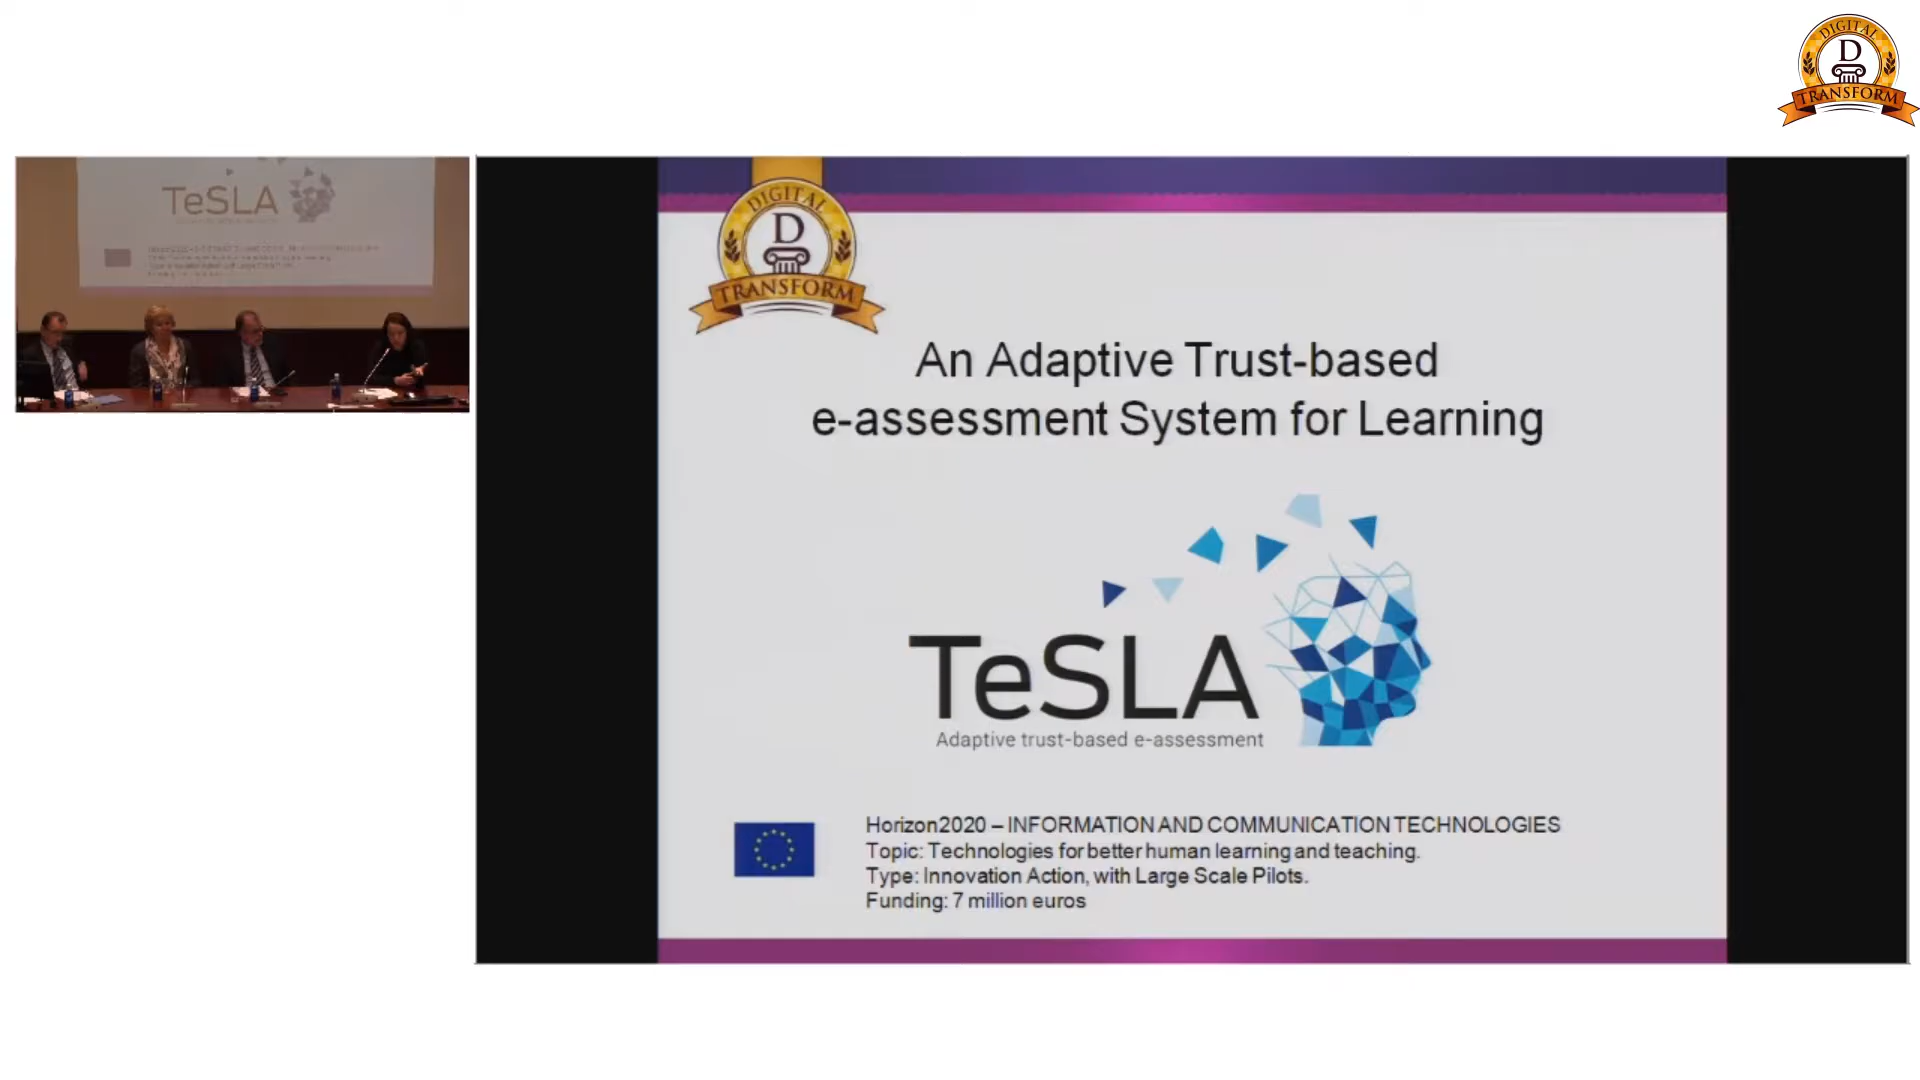 DIGITAL
D
TRANSFORM
TeSLA
DIGITAL
D
TRANSFORM
An Adaptive Trust-based
e-assessment System for Learning
TeSLA
Adaptive trust-based e-assessment
Horizon2020 – INFORMATION AND COMMUNICATION TECHNOLOGIES
Topic: Technologies for better human learning and teaching.
Type: Innovation Action, with Large Scale Pilots.
Funding: 7 million euros